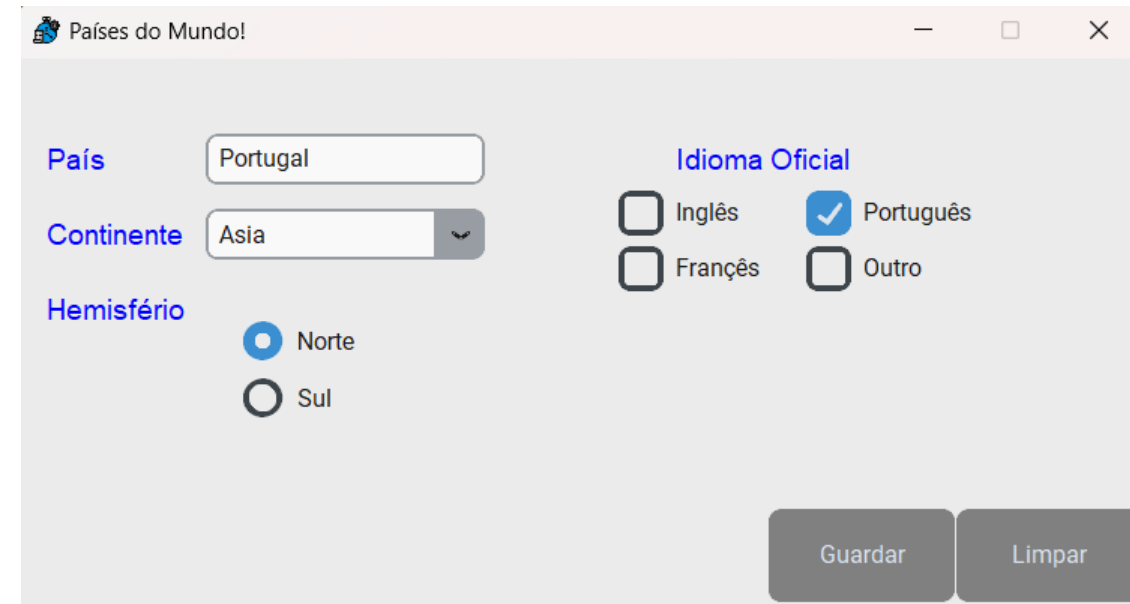 Países do Mundo!
País Portugal
Continente Asia
Hemisfério
Norte
Sul
Idioma Oficial
Inglês Português
Françês Outro
Guardar Limpar